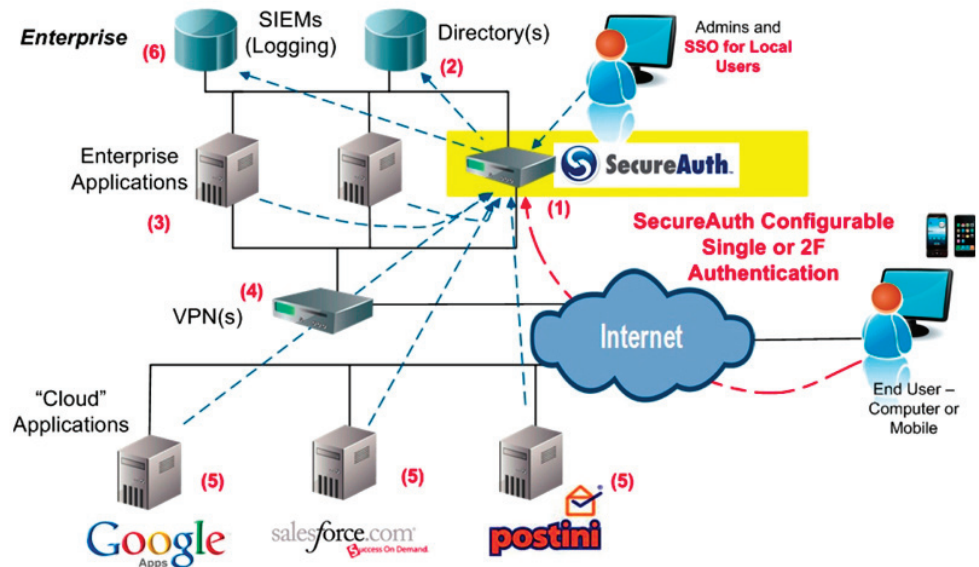 Enterprise
(6)
SIEMs
(Logging)
Directory(s)
(2)
Admins and
SSO for Local
Users
Enterprise
Applications
(3)
SecureAuth™
(1)
SecureAuth Configurable
Single or 2F
Authentication
(4)
VPN(s)
Internet
End User –
Computer or
Mobile
“Cloud”
Applications
(5)
Google
Apps
(5)
salesforce.com
Success On Demand.
(5)
postini